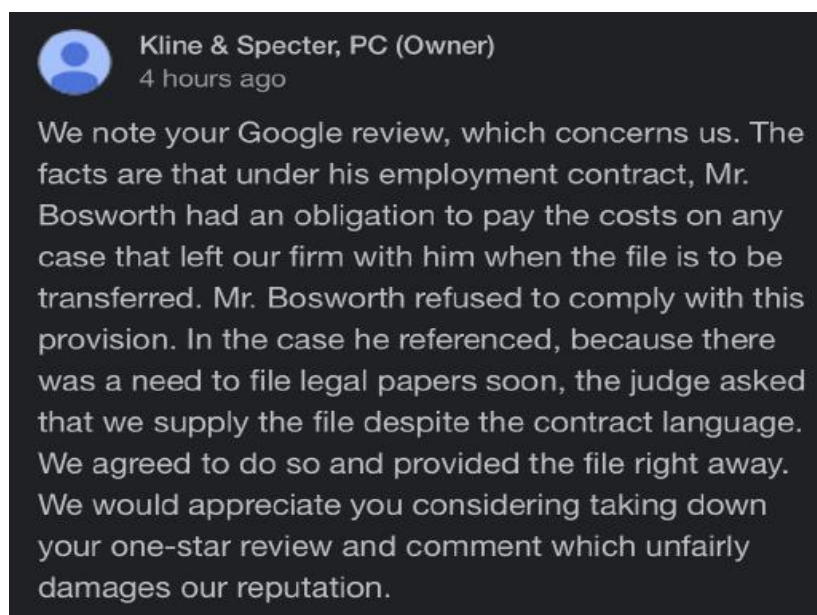 Kline & Specter, PC (Owner)
4 hours ago
We note your Google review, which concerns us. The
facts are that under his employment contract, Mr.
Bosworth had an obligation to pay the costs on any
case that left our firm with him when the file is to be
transferred. Mr. Bosworth refused to comply with this
provision. In the case he referenced, because there
was a need to file legal papers soon, the judge asked
that we supply the file despite the contract language.
We agreed to do so and provided the file right away.
We would appreciate you considering taking down
your one-star review and comment which unfairly
damages our reputation.